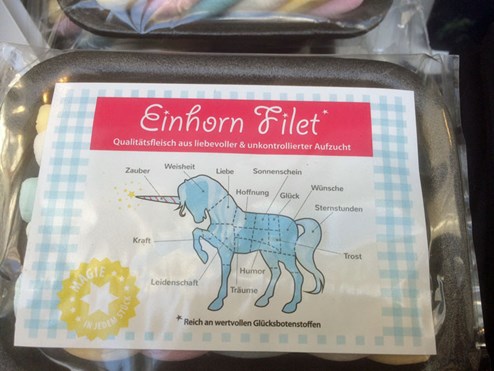 Einhorn Filet*
Qualitätsfleisch aus liebevoller & unkontrollierter Aufzucht
Zauber
Weisheit
Liebe
Sonnenschein
Hoffnung
Glück
Wünsche
Sternstunden
Kraft
Trost
Leidenschaft
Humor
Träume
MAGIE
IN JEDEM STÜCK
* Reich an wertvollen Glücksbotenstoffen